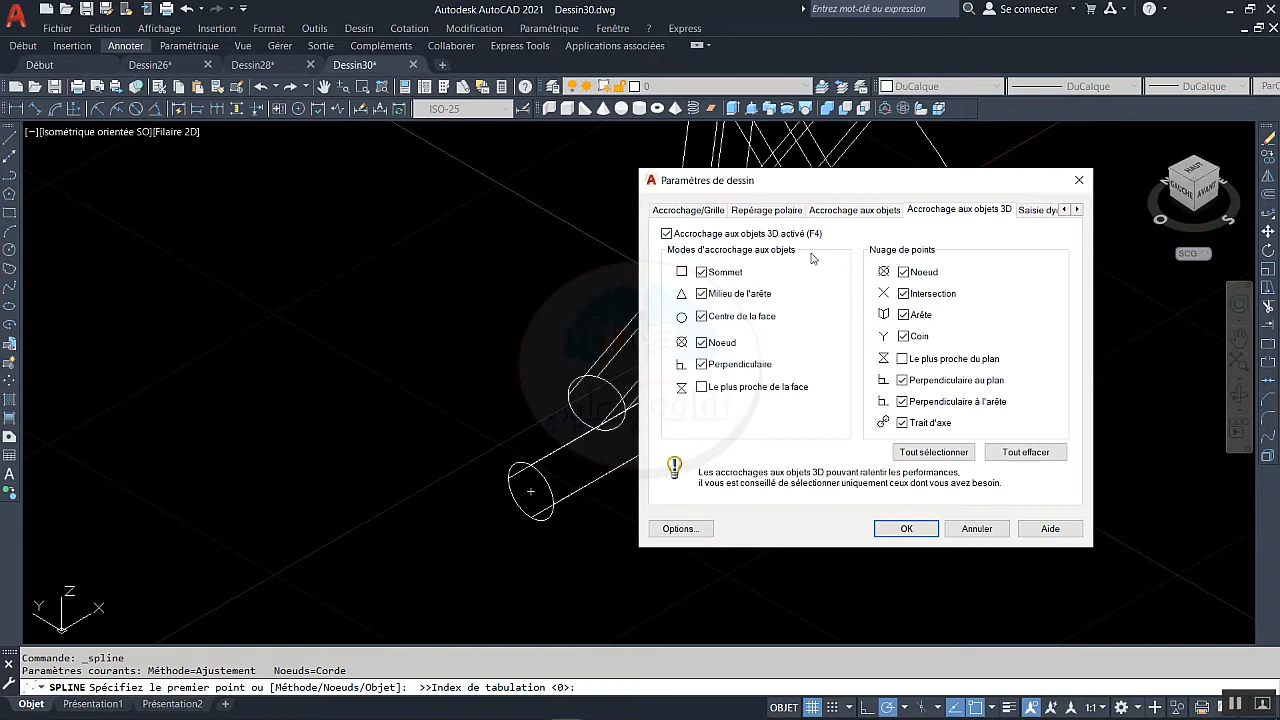 Autodesk AutoCAD 2021 Dessin30.dwg
Entrez mot-clé ou expression
Se connecter
Fichier Edition Affichage Insertion Format Outils Dessin Cotation Modification Paramétrique Fenêtre ? Express
Début Insertion Annoter Paramétrique Vue Gérer Sortie Compléments Collaborer Express Tools Applications associées
Début Dessin26* Dessin28* Dessin30*
0 DuCalque DuCalque DuCalque ParC
ISO-25
[−][Isométrique orientée SO][Filaire 2D]
HAUT
GAUCHE AVANT
O S
SCG
Paramètres de dessin
Accrochage/Grille Repérage polaire Accrochage aux objets Accrochage aux objets 3D Saisie dy
Accrochage aux objets 3D activé (F4)
Modes d'accrochage aux objets
Sommet
Milieu de l'arête
Centre de la face
Noeud
Perpendiculaire
Le plus proche de la face
Nuage de points
Noeud
Intersection
Arête
Coin
Le plus proche du plan
Perpendiculaire au plan
Perpendiculaire à l'arête
Trait d'axe
Tout sélectionner Tout effacer
Les accrochages aux objets 3D pouvant ralentir les performances,
il vous est conseillé de sélectionner uniquement ceux dont vous avez besoin.
Options... OK Annuler Aide
Z
Y X
Commande: _spline
Paramètres courants: Méthode=Ajustement Noeuds=Corde
SPLINE Spécifiez le premier point ou [Méthode/Noeuds/Objet]: >>Index de tabulation <0>:
Objet Présentation1 Présentation2 +
OBJET 1:1